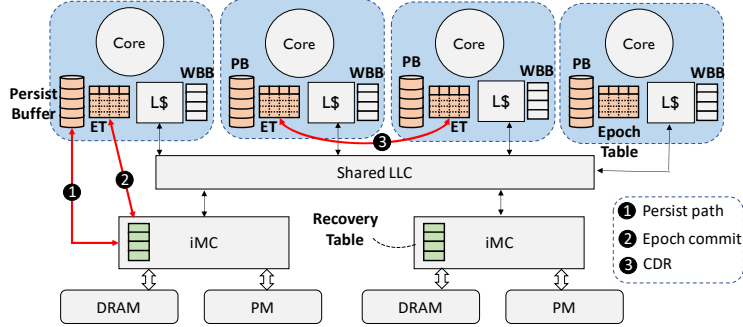 Core
Core
Core
Core
Persist
Buffer
ET
L$
WBB
PB
ET
L$
WBB
PB
ET
L$
WBB
Epoch
Table
L$
WBB
3
Shared LLC
1
2
iMC
Recovery
Table
iMC
1 Persist path
2 Epoch commit
3 CDR
DRAM
PM
DRAM
PM